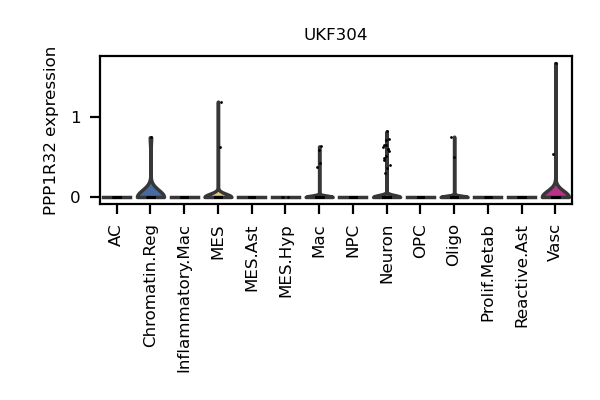 UKF304
PPP1R32 expression
1
0
AC
Chromatin.Reg
Inflammatory.Mac
MES
MES.Ast
MES.Hyp
Mac
NPC
Neuron
OPC
Oligo
Prolif.Metab
Reactive.Ast
Vasc